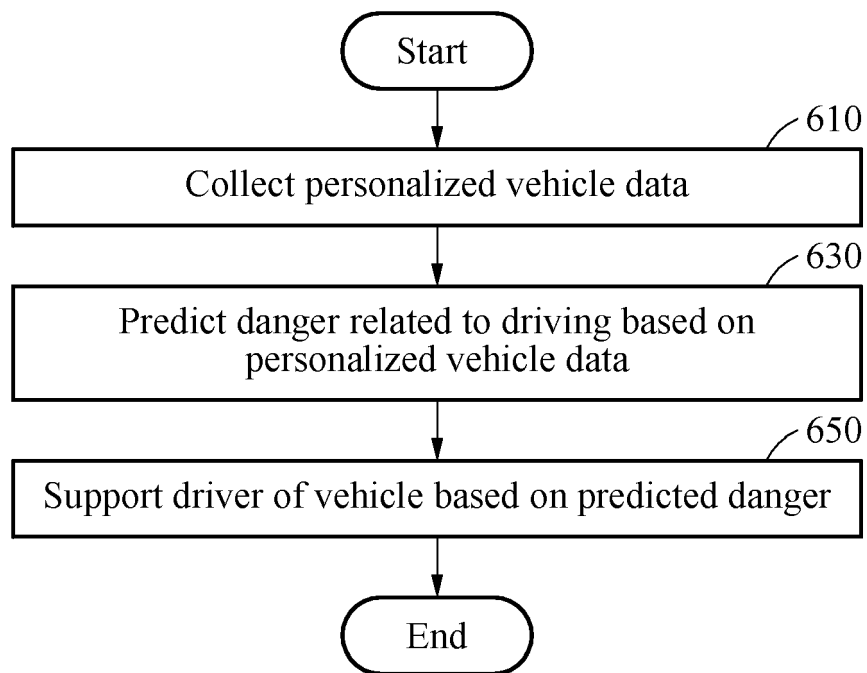 Start
610
Collect personalized vehicle data
630
Predict danger related to driving based on
personalized vehicle data
650
Support driver of vehicle based on predicted danger
End